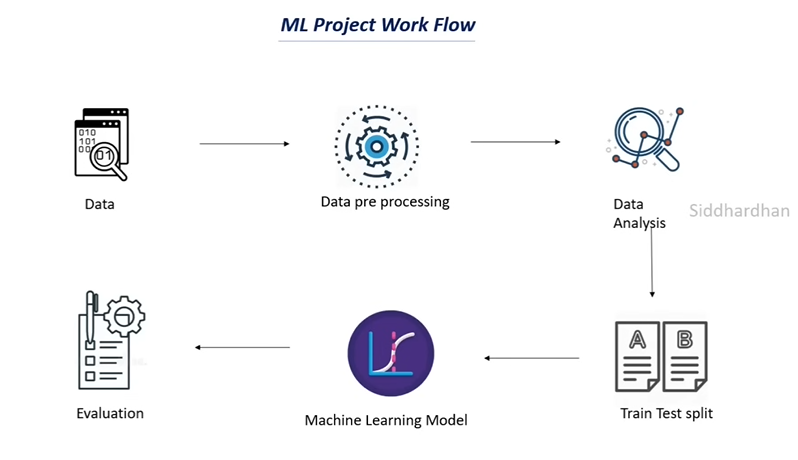 ML Project Work Flow
010
101
00
01
Data
Data pre processing
Data
Analysis
Siddhardhan
A B
Evaluation
Machine Learning Model
Train Test split